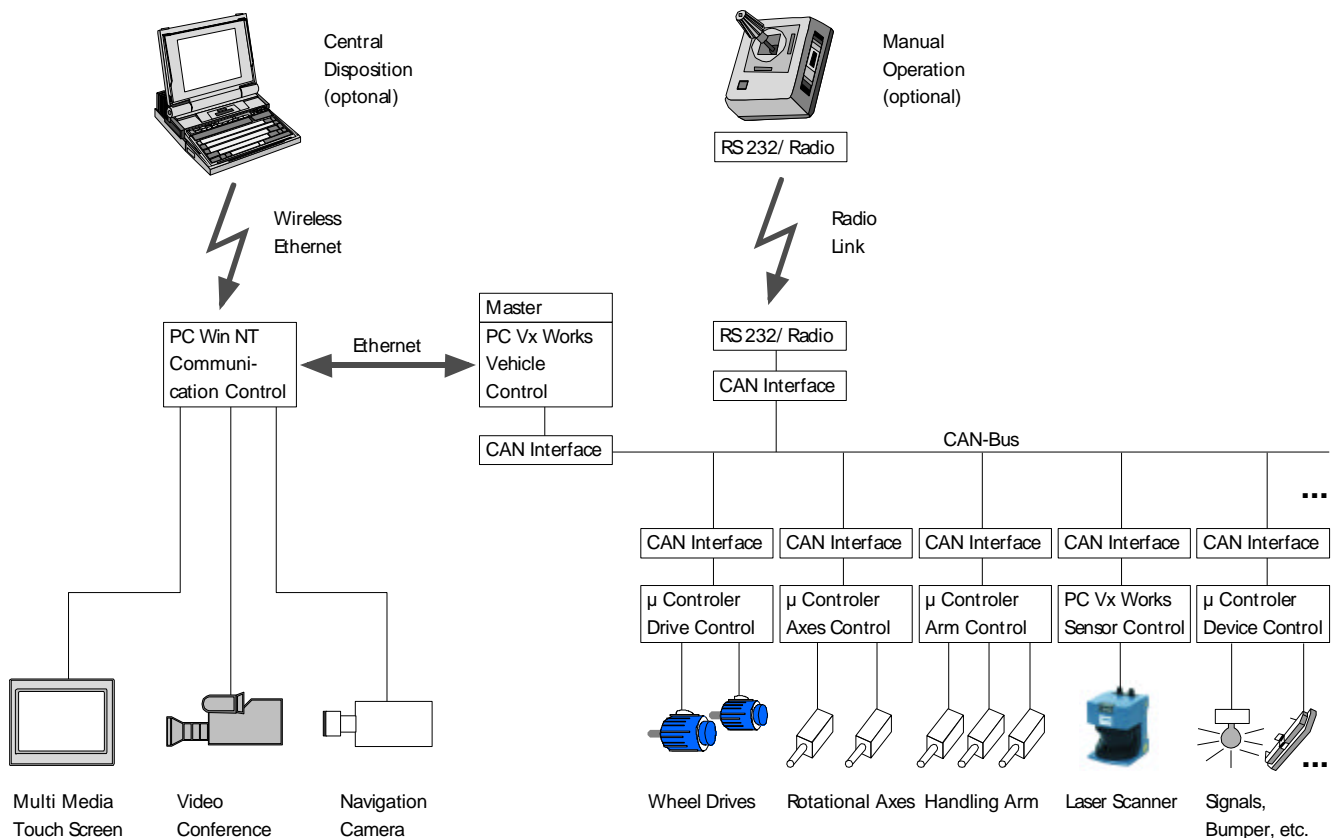 Central
Disposition
(optonal)
Manual
Operation
(optional)
RS 232/ Radio
Wireless
Ethernet
Radio
Link
PC Win NT
Communi-
cation Control
Ethernet
Master
PC Vx Works
Vehicle
Control
CAN Interface
RS 232/ Radio
CAN Interface
CAN-Bus
...
CAN Interface
CAN Interface
CAN Interface
CAN Interface
CAN Interface
µ Controler
Drive Control
µ Controler
Axes Control
µ Controler
Arm Control
PC Vx Works
Sensor Control
µ Controler
Device Control
...
Multi Media
Touch Screen
Video
Conference
Navigation
Camera
Wheel Drives
Rotational Axes
Handling Arm
Laser Scanner
Signals,
Bumper, etc.